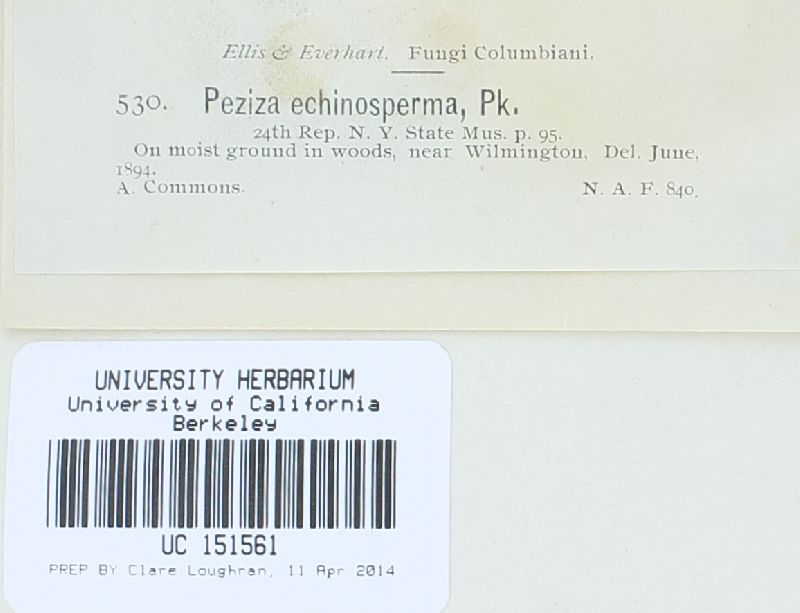 Ellis & Everhart. Fungi Columbiani.
530. Peziza echinosperma, Pk.
24th Rep. N. Y. State Mus. p. 95.
On moist ground in woods, near Wilmington, Del. June,
1894.
A. Commons. N. A. F. 840.
UNIVERSITY HERBARIUM
University of California
Berkeley
UC 151561
PREP BY Clare Loughran, 11 Apr 2014